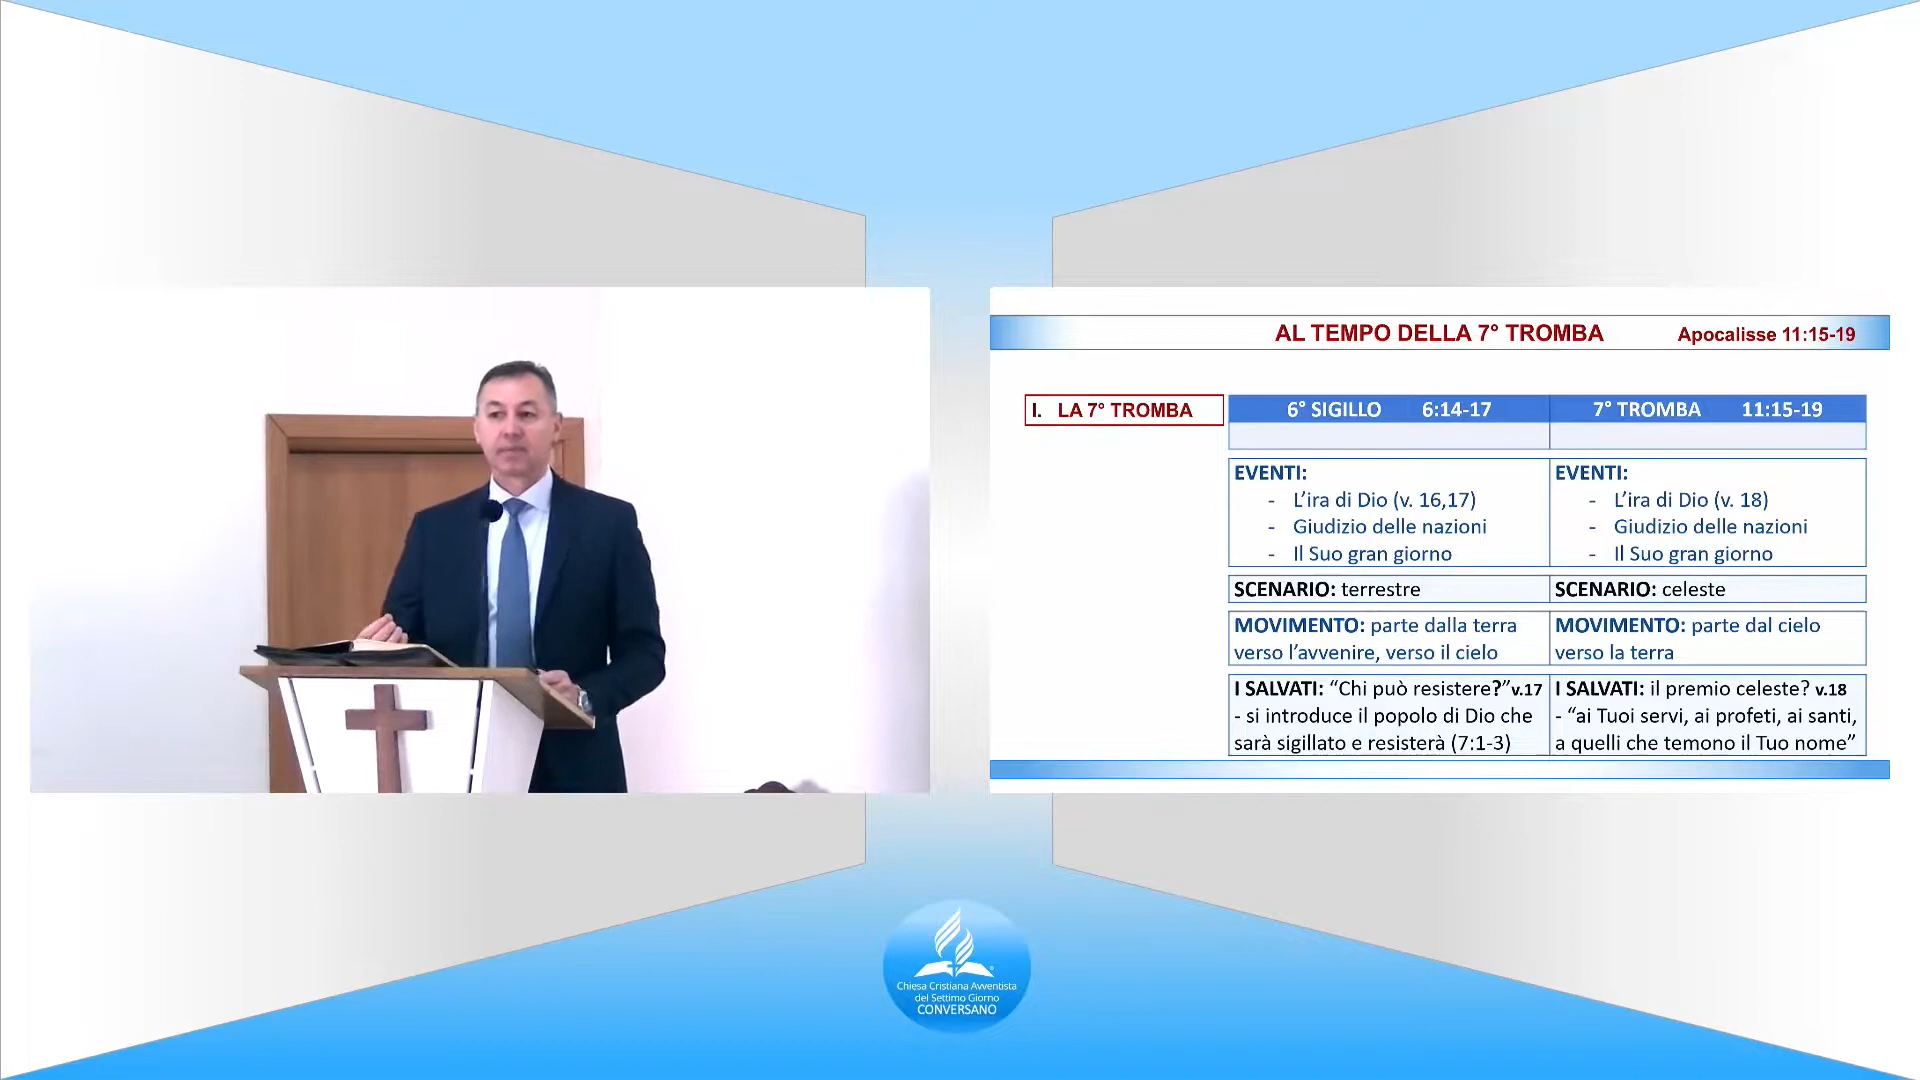 AL TEMPO DELLA 7° TROMBA Apocalisse 11:15-19
I. LA 7° TROMBA
6° SIGILLO 6:14-17
EVENTI:
- L’ira di Dio (v. 16,17)
- Giudizio delle nazioni
- Il Suo gran giorno
SCENARIO: terrestre
MOVIMENTO: parte dalla terra
verso l’avvenire, verso il cielo
I SALVATI: “Chi può resistere?”v.17
- si introduce il popolo di Dio che
sarà sigillato e resisterà (7:1-3)
7° TROMBA 11:15-19
EVENTI:
- L’ira di Dio (v. 18)
- Giudizio delle nazioni
- Il Suo gran giorno
SCENARIO: celeste
MOVIMENTO: parte dal cielo
verso la terra
I SALVATI: il premio celeste? v.18
- “ai Tuoi servi, ai profeti, ai santi,
a quelli che temono il Tuo nome”
Chiesa Cristiana Avventista
del Settimo Giorno
CONVERSANO